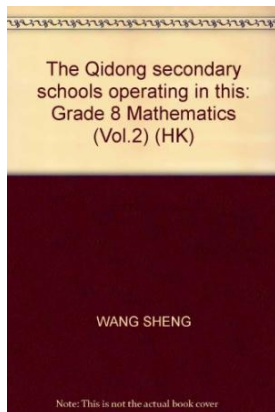 The Qidong secondary
schools operating in this:
Grade 8 Mathematics
(Vol.2) (HK)
WANG SHENG
Note: This is not the actual book cover